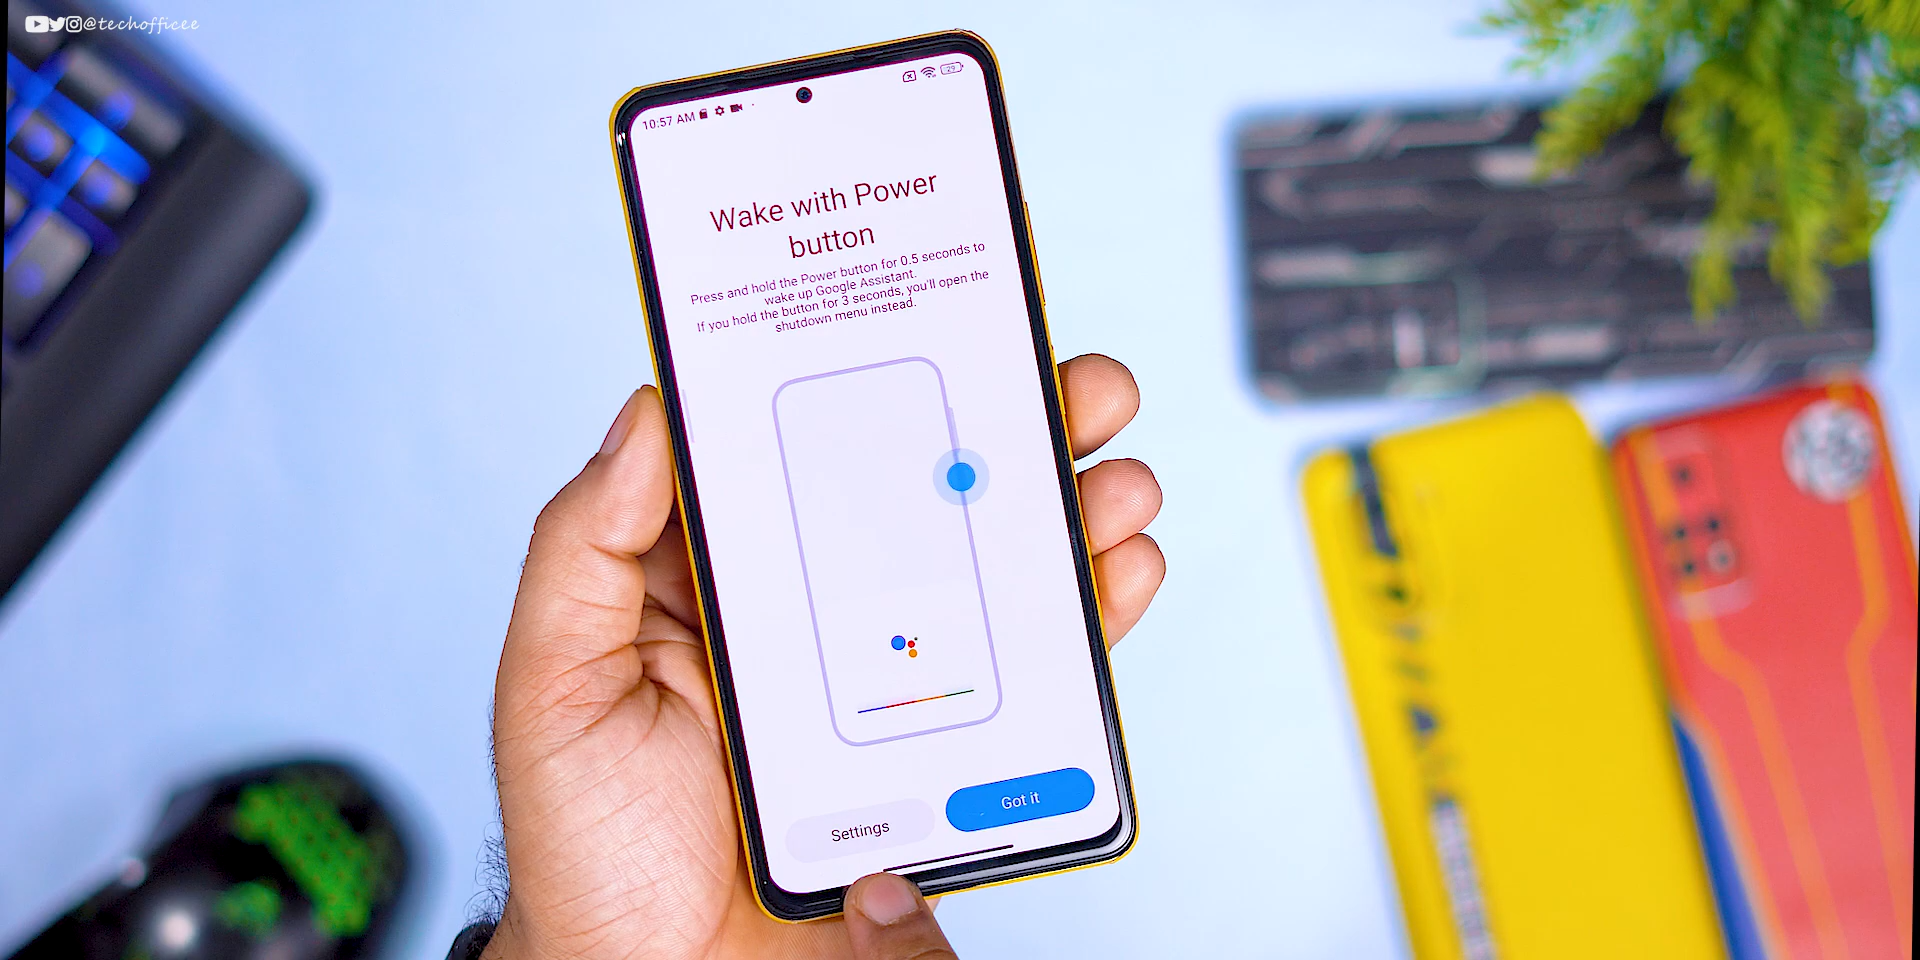 @techofficee
10:57 AM
29
Wake with Power
button
Press and hold the Power button for 0.5 seconds to
wake up Google Assistant.
If you hold the button for 3 seconds, you'll open the
shutdown menu instead.
Settings
Got it